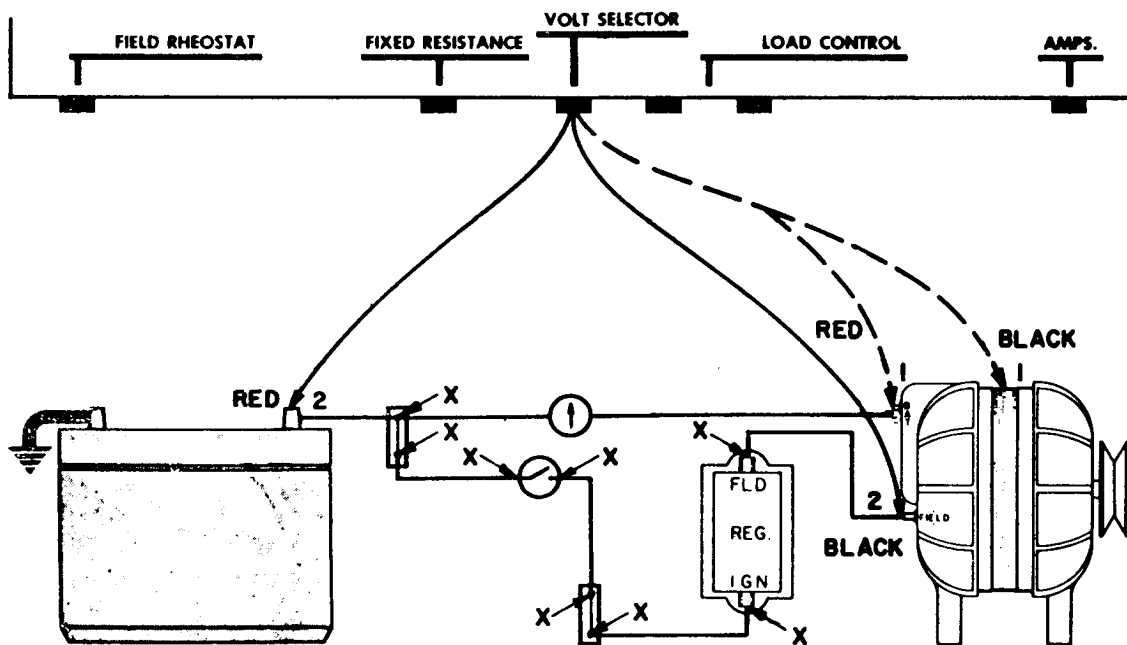 VOLT SELECTOR
FIELD RHEOSTAT
FIXED RESISTANCE
LOAD CONTROL
AMPS.
RED
BLACK
1
1
RED 2
X
X
X
X
X
FLD
REG.
IGN
2
FIELD
BLACK
X
X
X